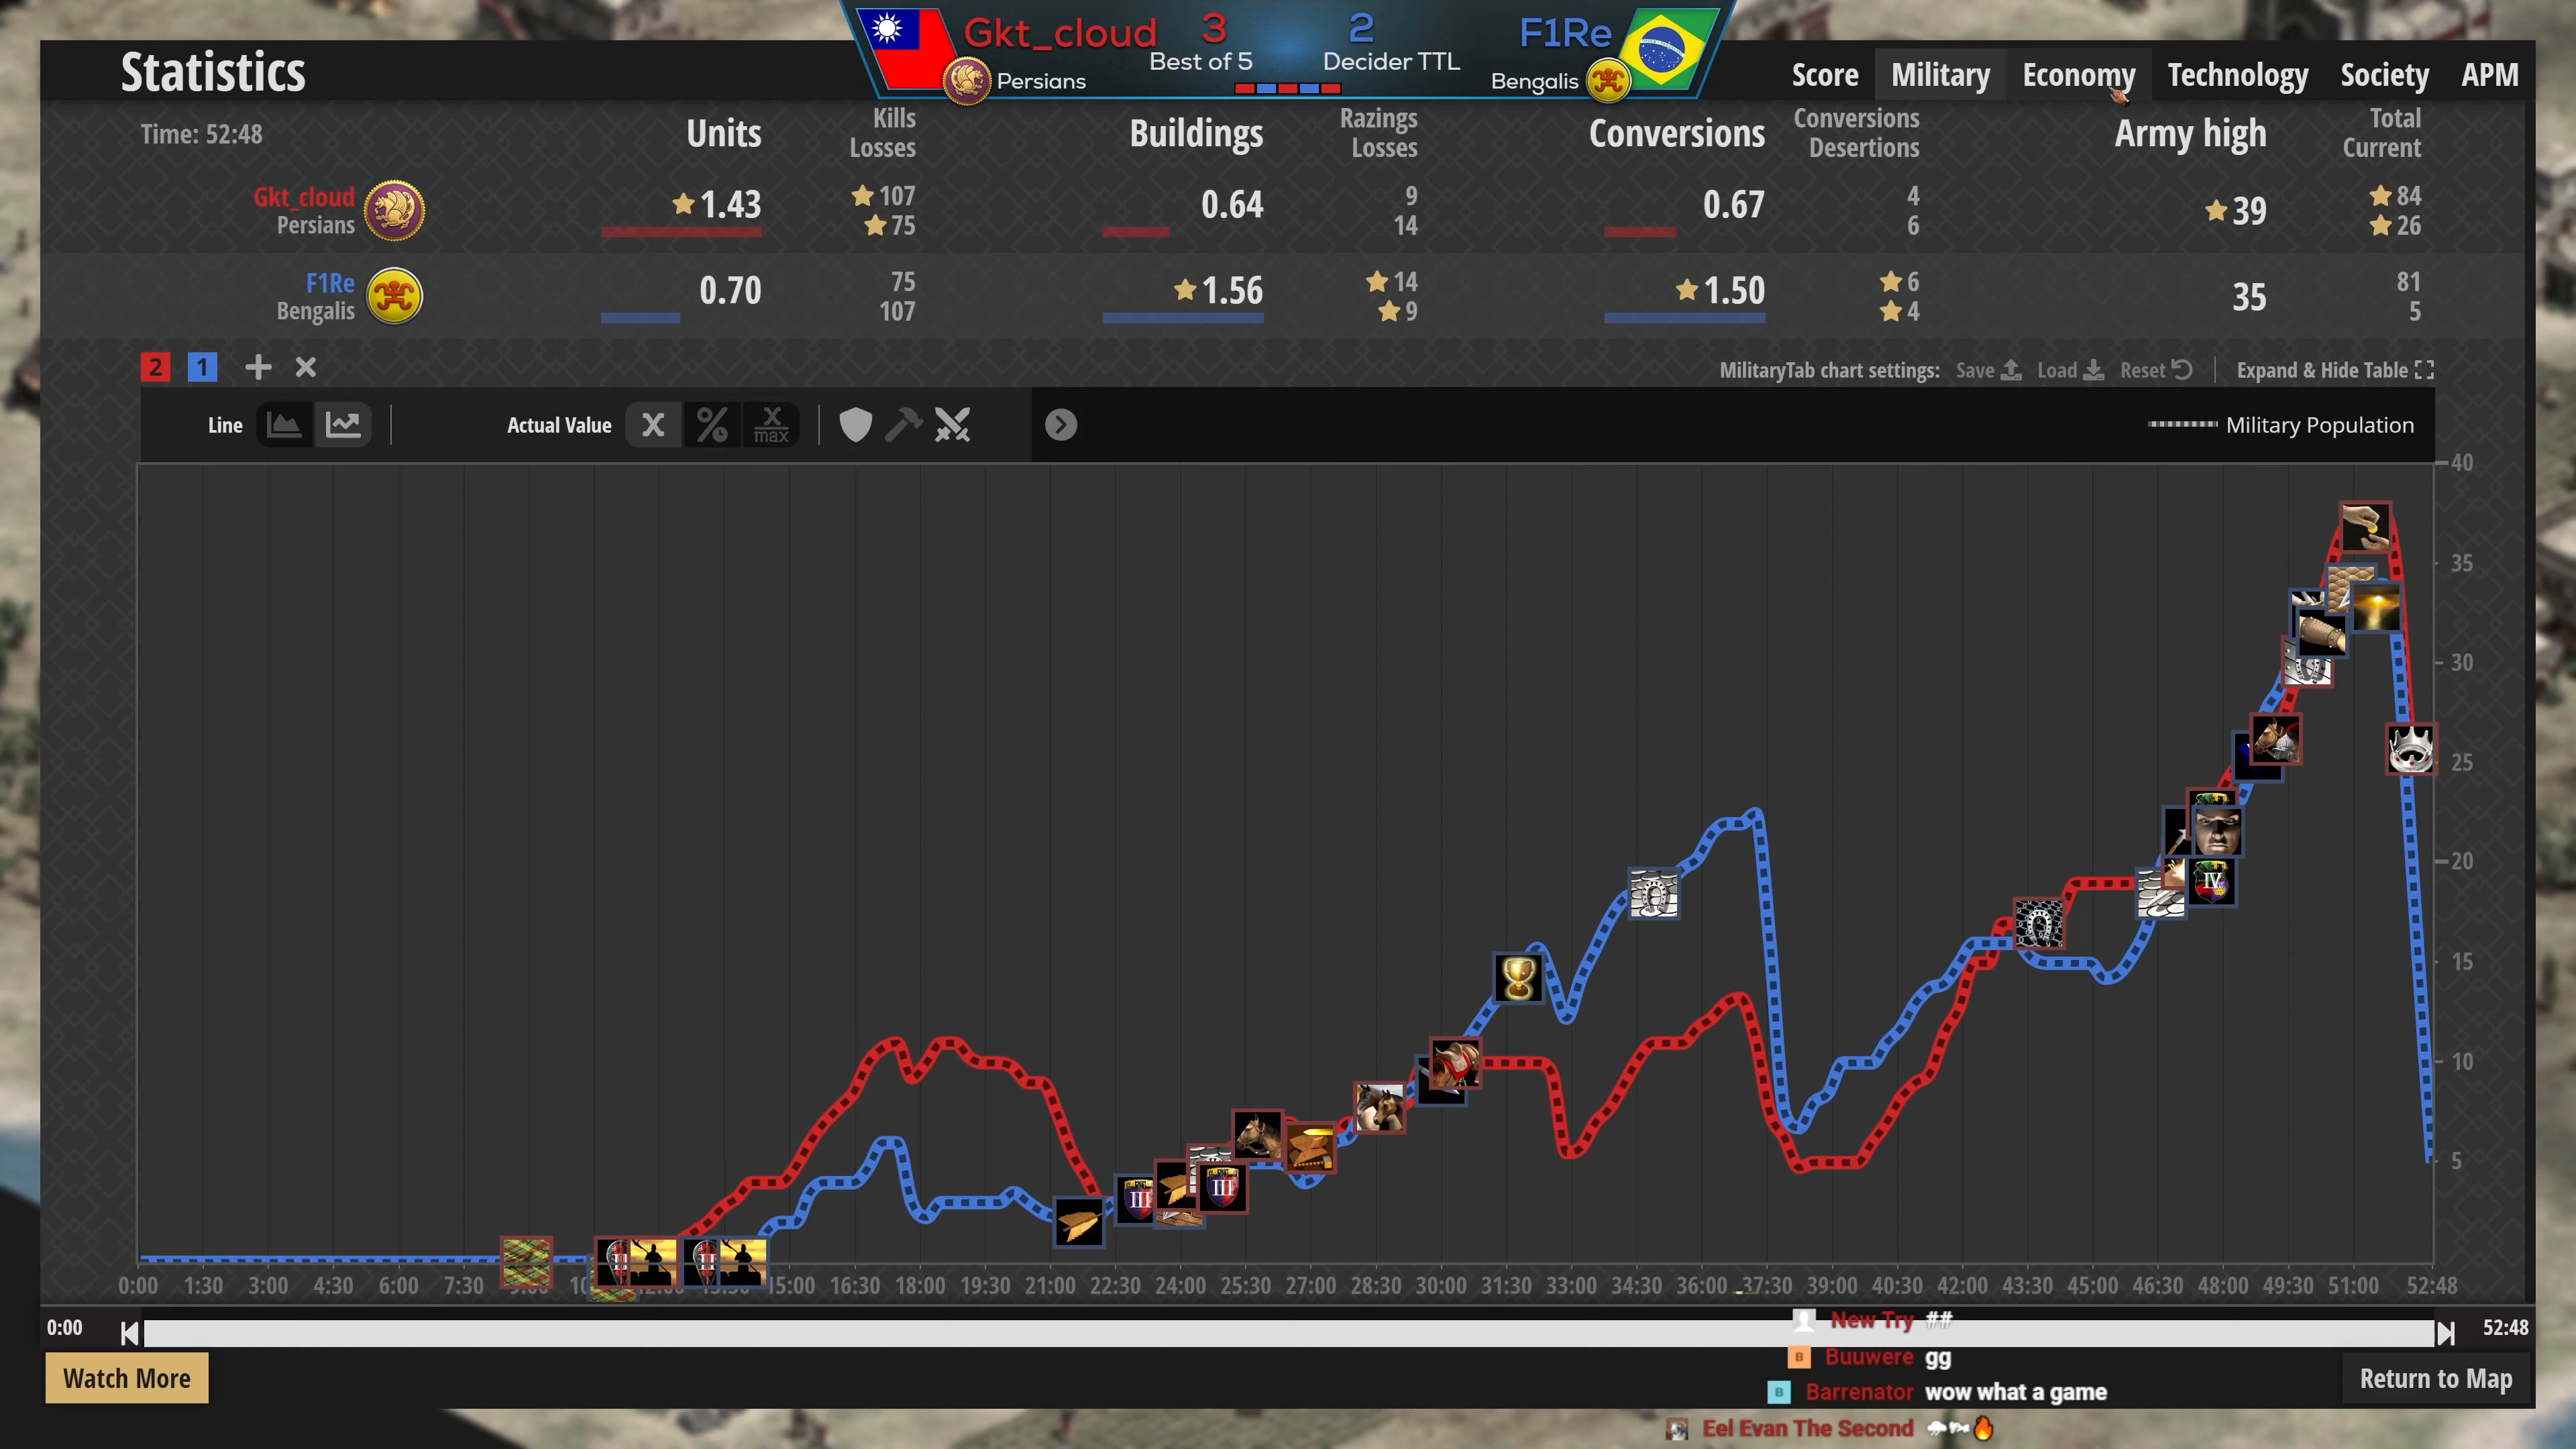 Gkt_cloud 3 2 F1Re
Best of 5 Decider TTL
Persians Bengalis
Statistics
Score Military Economy Technology Society APM
Time: 52:48
Units Kills Losses Buildings Razings Losses Conversions Conversions Desertions Army high Total Current
Gkt_cloud
Persians
1.43 107 75 0.64 9 14 0.67 4 6 39 84 26
F1Re
Bengalis
0.70 75 107 1.56 14 9 1.50 6 4 35 81 5
2 1
MilitaryTab chart settings: Save Load Reset Expand & Hide Table
Line Actual Value X % X max Military Population
40
35
30
25
20
15
10
5
III III IV
0:00 1:30 3:00 4:30 6:00 7:30 9:00 12:00 13:30 15:00 16:30 18:00 19:30 21:00 22:30 24:00 25:30 27:00 28:30 30:00 31:30 33:00 34:30 36:00 37:30 39:00 40:30 42:00 43:30 45:00 46:30 48:00 49:30 51:00 52:48
0:00 52:48
New Try ##
B Buuwere gg
B Barrenator wow what a game
Eel Evan The Second
Watch More Return to Map